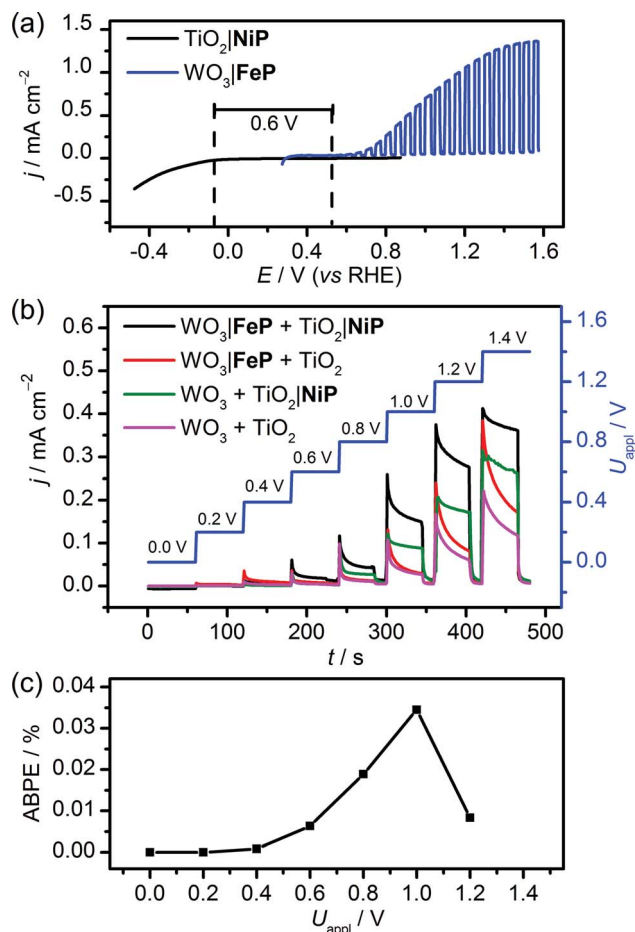 (a)
TiO₂|NiP
WO₃|FeP
0.6 V
1.5
1.0
0.5
0.0
-0.5
j / mA cm⁻²
-0.4
0.0
0.4
0.8
1.2
1.6
E / V (vs RHE)
(b)
WO₃|FeP + TiO₂|NiP
WO₃|FeP + TiO₂
WO₃ + TiO₂|NiP
WO₃ + TiO₂
0.0 V
0.2 V
0.4 V
0.6 V
0.8 V
1.0 V
1.2 V
1.4 V
0.6
0.5
0.4
0.3
0.2
0.1
0.0
j / mA cm⁻²
1.6
1.2
0.8
0.4
0.0
U_appl / V
0
100
200
300
400
500
t / s
(c)
0.04
0.03
0.02
0.01
0.00
ABPE / %
0.0
0.2
0.4
0.6
0.8
1.0
1.2
1.4
U_appl / V